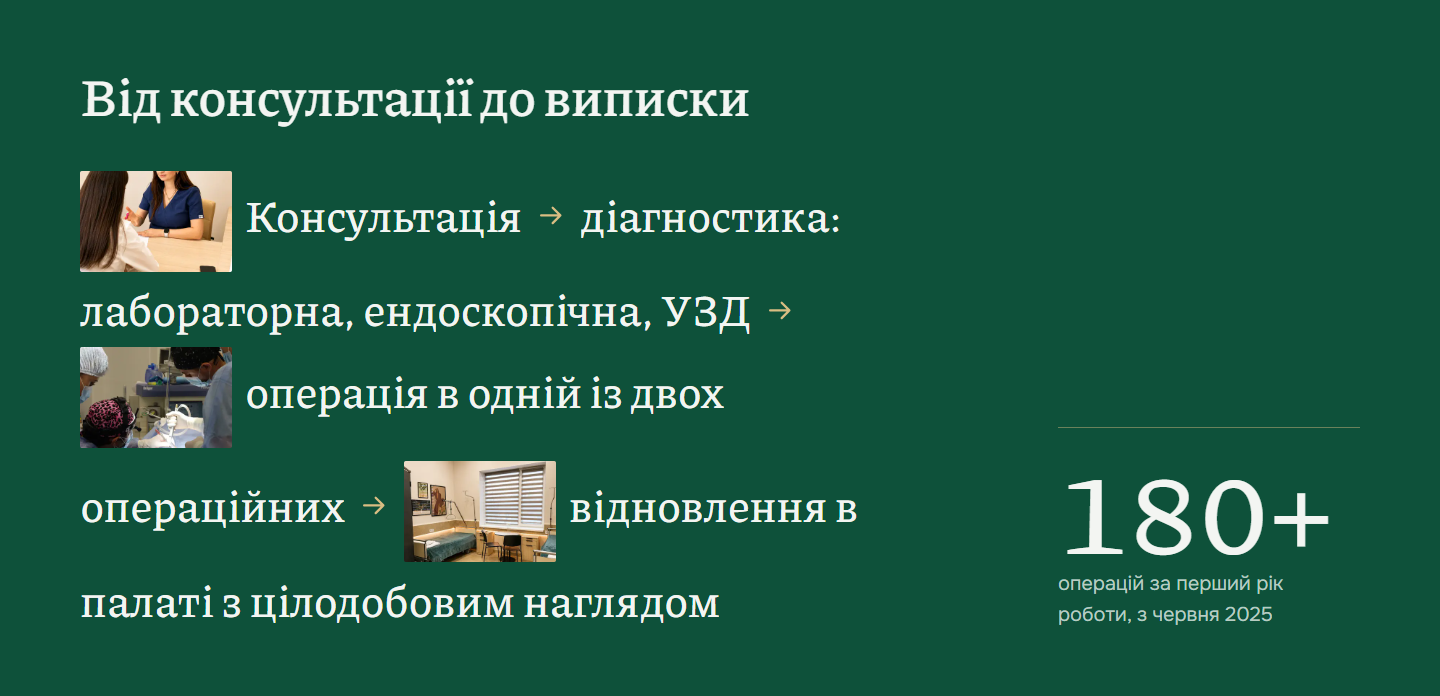 Від консультації до виписки
Консультація → діагностика:
лабораторна, ендоскопічна, УЗД →
операція в одній із двох
операційних → відновлення в
палаті з цілодобовим наглядом
180+
операцій за перший рік
роботи, з червня 2025